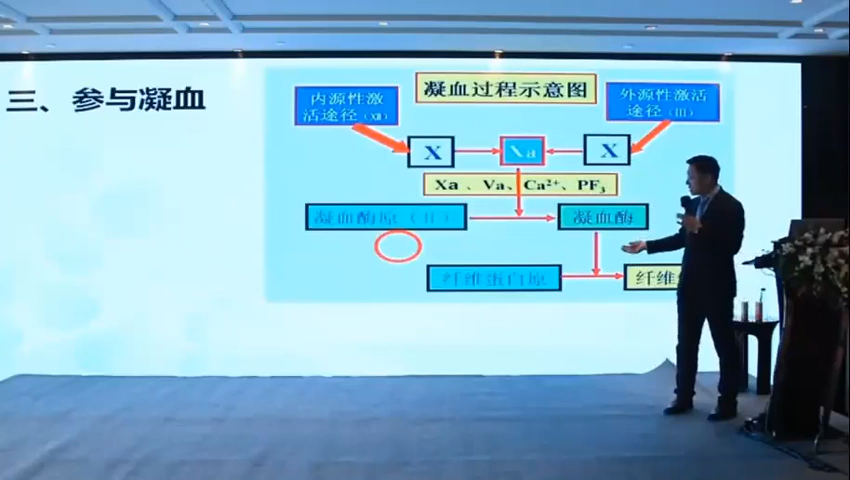 三、参与凝血
凝血过程示意图
内源性激
活途径（Ⅻ）
外源性激活
途径（Ⅲ）
X
Xa
X
Xa 、Va、Ca²⁺、PF₃
凝血酶原（Ⅱ）
凝血酶
纤维蛋白原
纤维